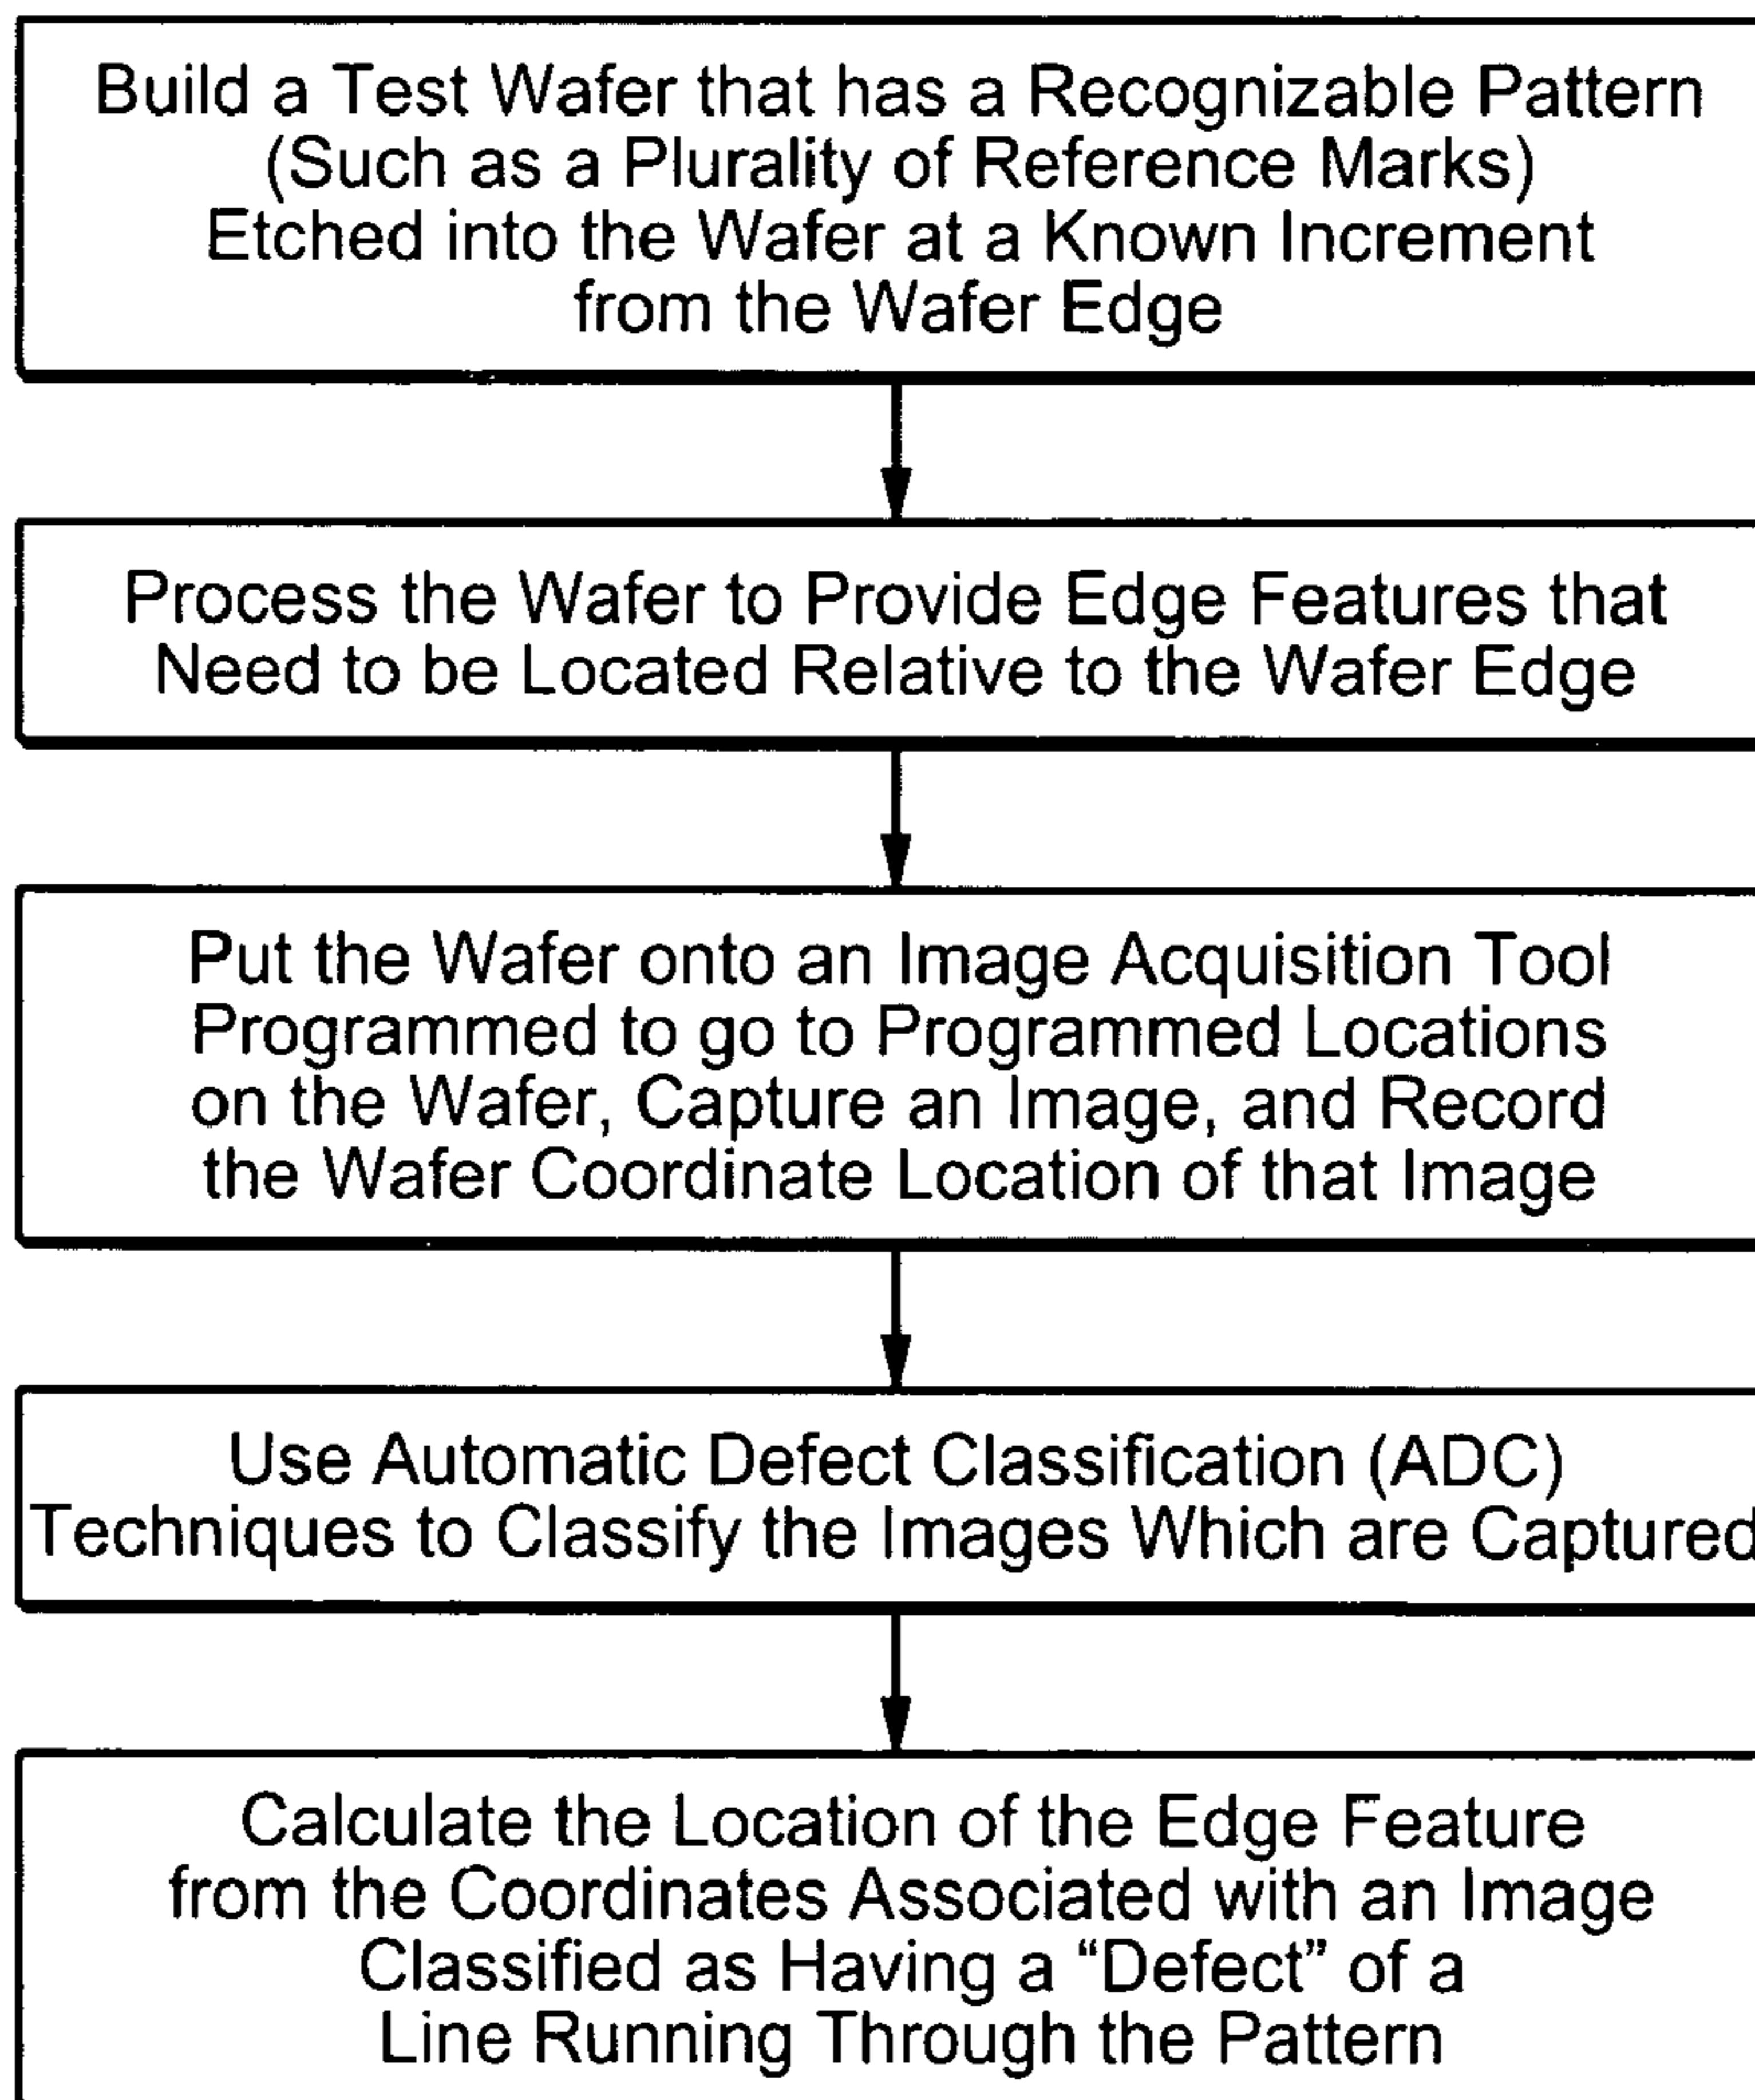 Build a Test Wafer that has a Recognizable Pattern
(Such as a Plurality of Reference Marks)
Etched into the Wafer at a Known Increment
from the Wafer Edge
Process the Wafer to Provide Edge Features that
Need to be Located Relative to the Wafer Edge
Put the Wafer onto an Image Acquisition Tool
Programmed to go to Programmed Locations
on the Wafer, Capture an Image, and Record
the Wafer Coordinate Location of that Image
Use Automatic Defect Classification (ADC)
Techniques to Classify the Images Which are Captured
Calculate the Location of the Edge Feature
from the Coordinates Associated with an Image
Classified as Having a “Defect” of a
Line Running Through the Pattern